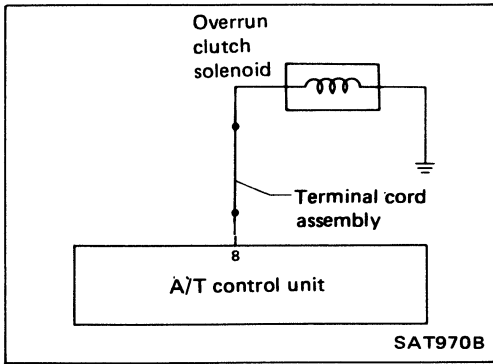 Overrun
clutch
solenoid
Terminal cord
assembly
8
A/T control unit
SAT970B